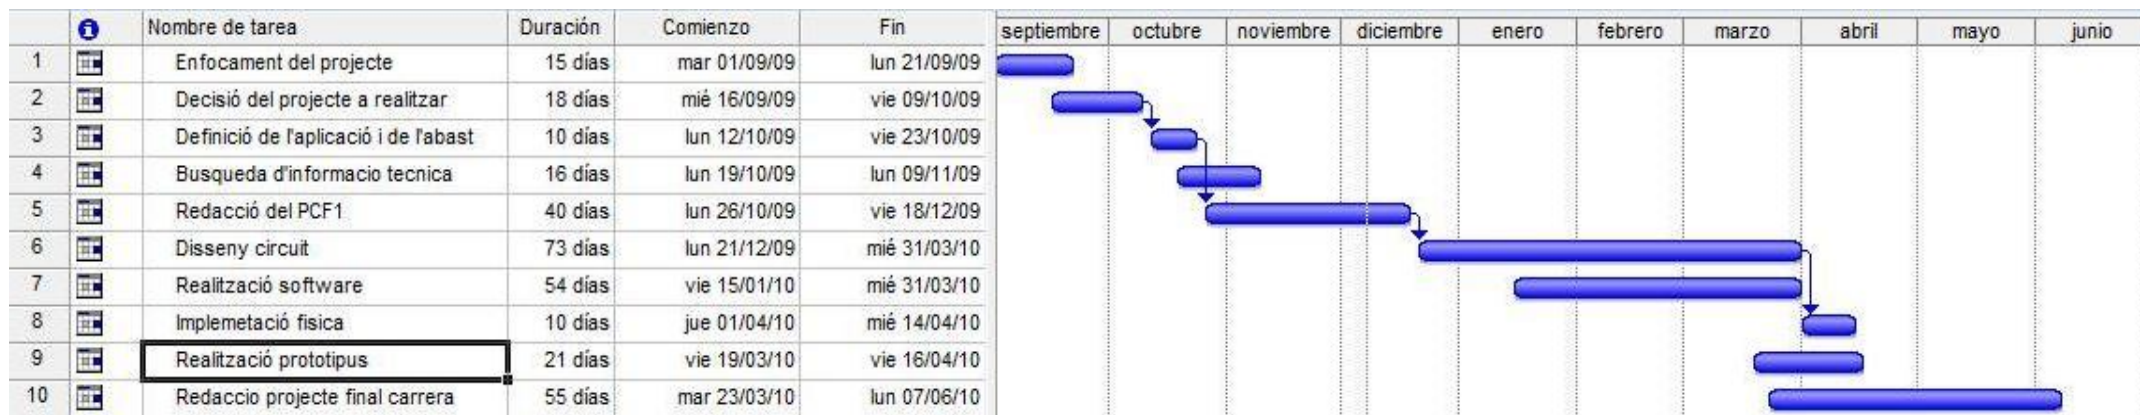 Nombre de tarea Duración Comienzo Fin septiembre octubre noviembre diciembre enero febrero marzo abril mayo junio
1 Enfocament del projecte 15 días mar 01/09/09 lun 21/09/09
2 Decisió del projecte a realitzar 18 días mié 16/09/09 vie 09/10/09
3 Definició de l'aplicació i de l'abast 10 días lun 12/10/09 vie 23/10/09
4 Busqueda d'informacio tecnica 16 días lun 19/10/09 lun 09/11/09
5 Redacció del PCF1 40 días lun 26/10/09 vie 18/12/09
6 Disseny circuit 73 días lun 21/12/09 mié 31/03/10
7 Realització software 54 días vie 15/01/10 mié 31/03/10
8 Implemetació fisica 10 días jue 01/04/10 mié 14/04/10
9 Realització prototipus 21 días vie 19/03/10 vie 16/04/10
10 Redaccio projecte final carrera 55 días mar 23/03/10 lun 07/06/10